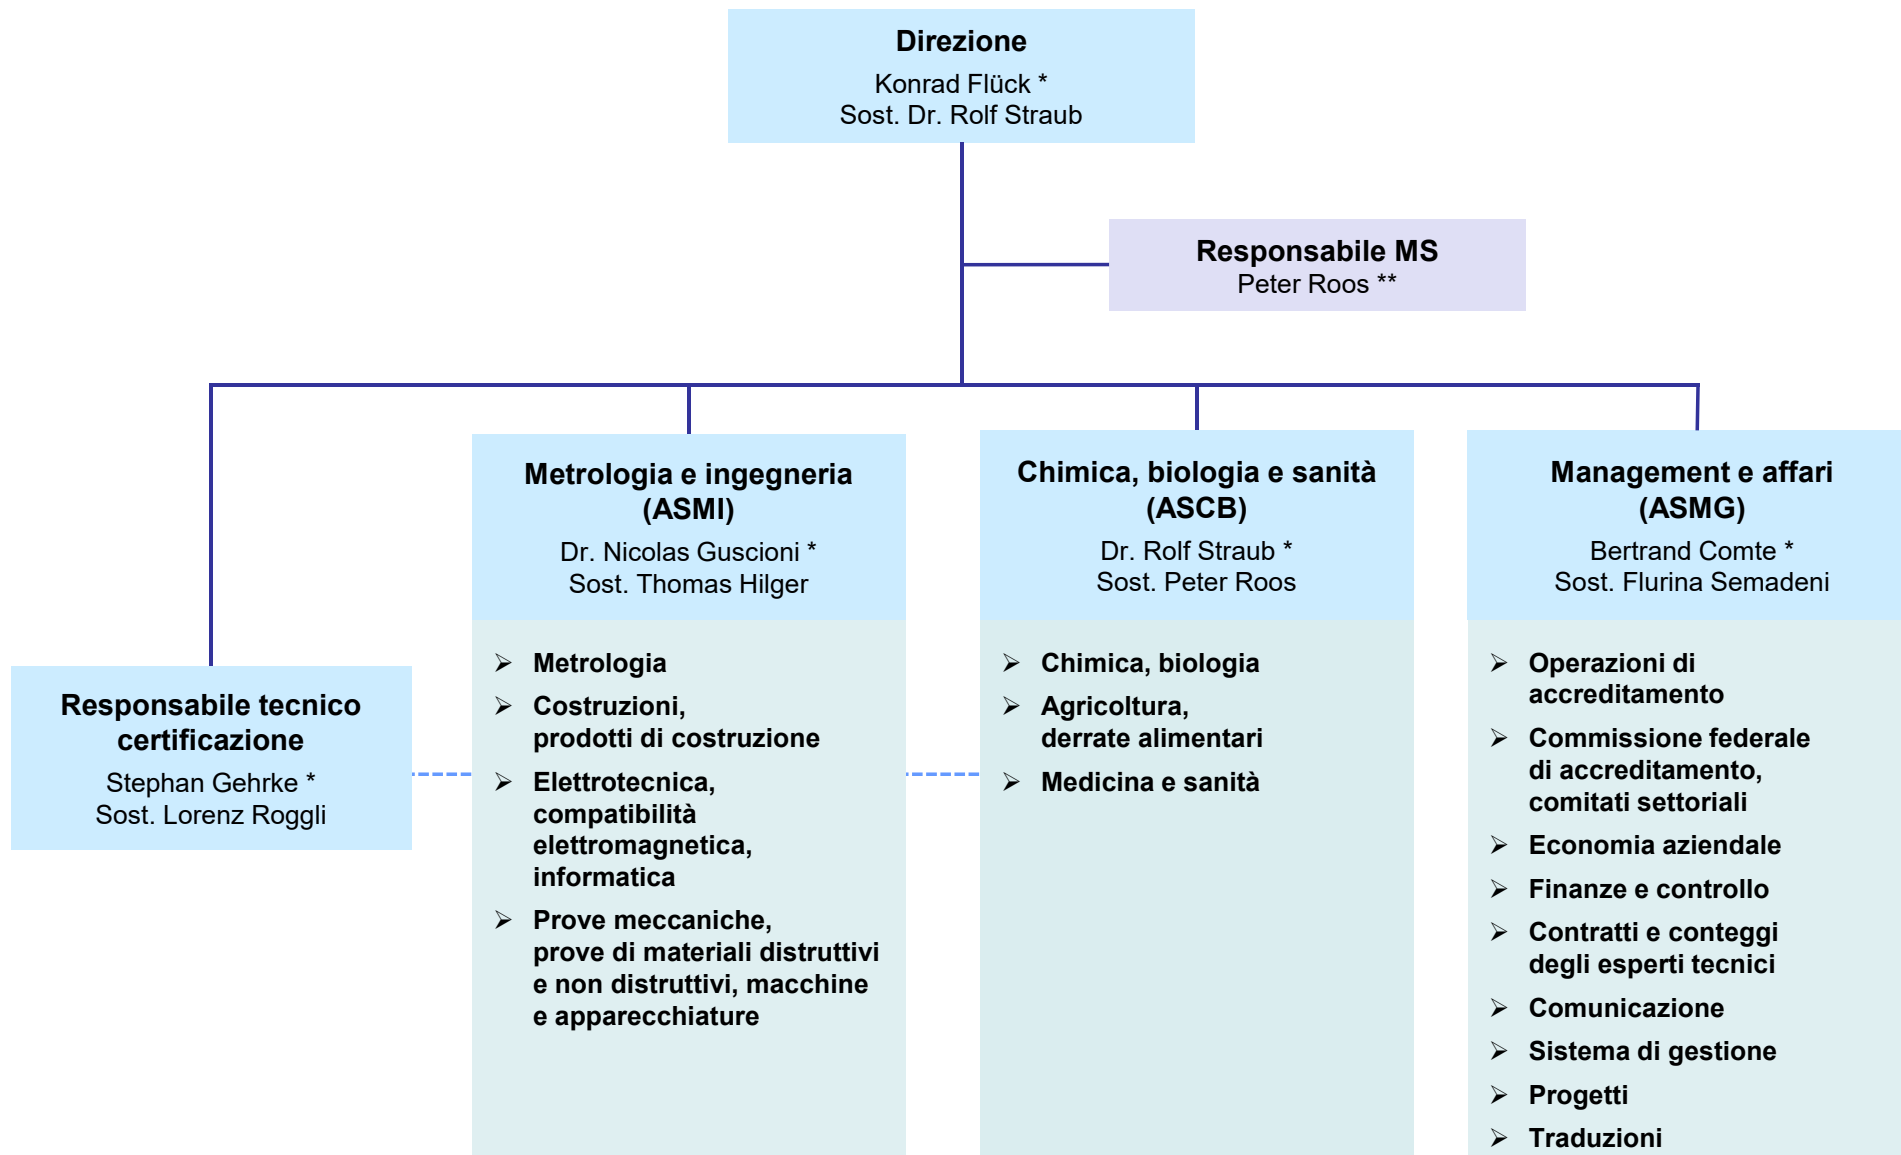 Direzione
Konrad Flück *
Sost. Dr. Rolf Straub
Responsabile MS
Peter Roos **
Responsabile tecnico
certificazione
Stephan Gehrke *
Sost. Lorenz Roggli
Metrologia e ingegneria
(ASMI)
Dr. Nicolas Guscioni *
Sost. Thomas Hilger
➢ Metrologia
➢ Costruzioni,
prodotti di costruzione
➢ Elettrotecnica,
compatibilità
elettromagnetica,
informatica
➢ Prove meccaniche,
prove di materiali distruttivi
e non distruttivi, macchine
e apparecchiature
Chimica, biologia e sanità
(ASCB)
Dr. Rolf Straub *
Sost. Peter Roos
➢ Chimica, biologia
➢ Agricoltura,
derrate alimentari
➢ Medicina e sanità
Management e affari
(ASMG)
Bertrand Comte *
Sost. Flurina Semadeni
➢ Operazioni di
accreditamento
➢ Commissione federale
di accreditamento,
comitati settoriali
➢ Economia aziendale
➢ Finanze e controllo
➢ Contratti e conteggi
degli esperti tecnici
➢ Comunicazione
➢ Sistema di gestione
➢ Progetti
➢ Traduzioni